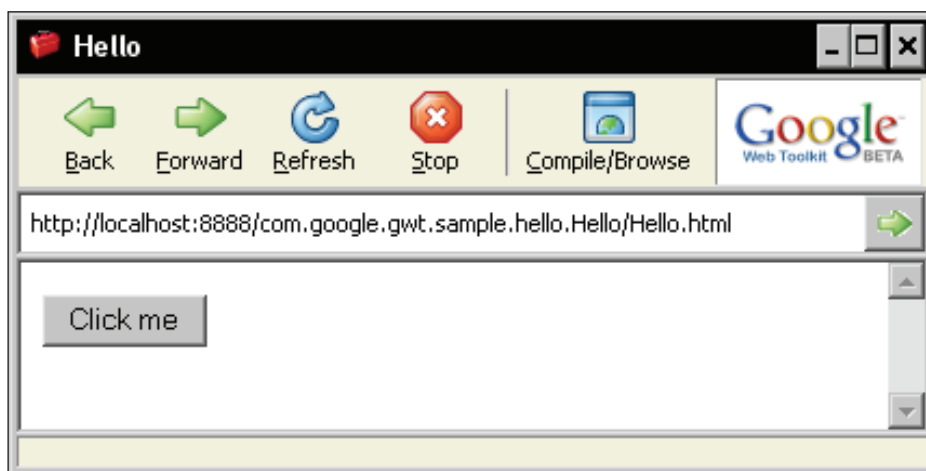 Hello
Back Forward Refresh Stop Compile/Browse
Google
Web Toolkit BETA
http://localhost:8888/com.google.gwt.sample.hello.Hello/Hello.html
Click me